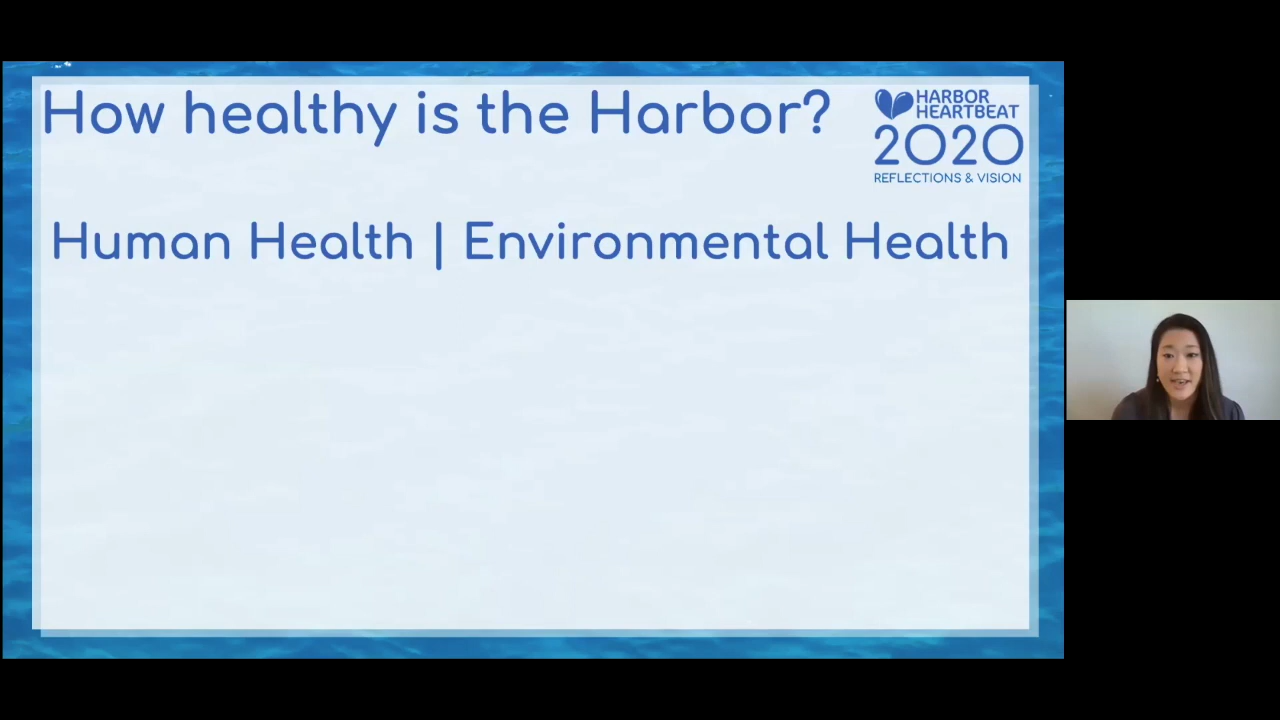 How healthy is the Harbor?
HARBOR
HEARTBEAT
2020
REFLECTIONS & VISION
Human Health | Environmental Health